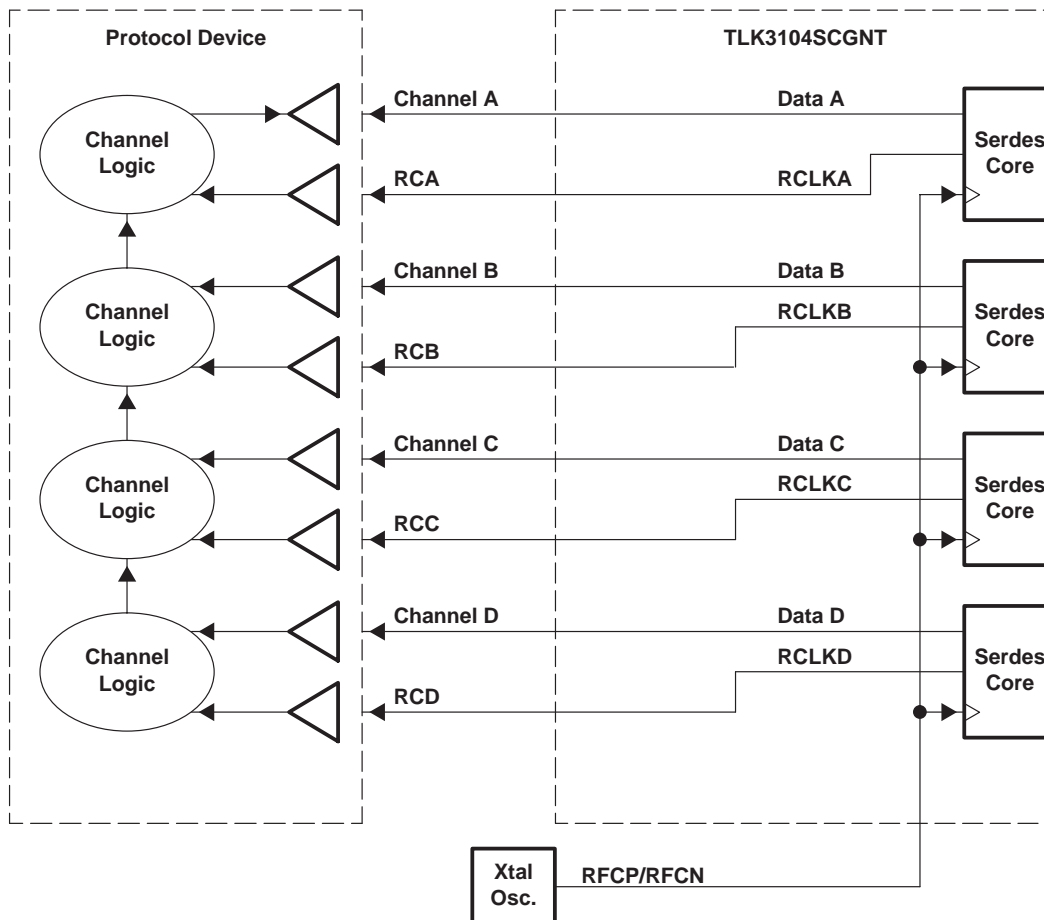 Protocol Device
TLK3104SCGNT
Channel
Logic
Channel A
Data A
RCA
RCLKA
Serdes
Core
Channel
Logic
Channel B
Data B
RCB
RCLKB
Serdes
Core
Channel
Logic
Channel C
Data C
RCC
RCLKC
Serdes
Core
Channel
Logic
Channel D
Data D
RCD
RCLKD
Serdes
Core
Xtal
Osc.
RFCP/RFCN